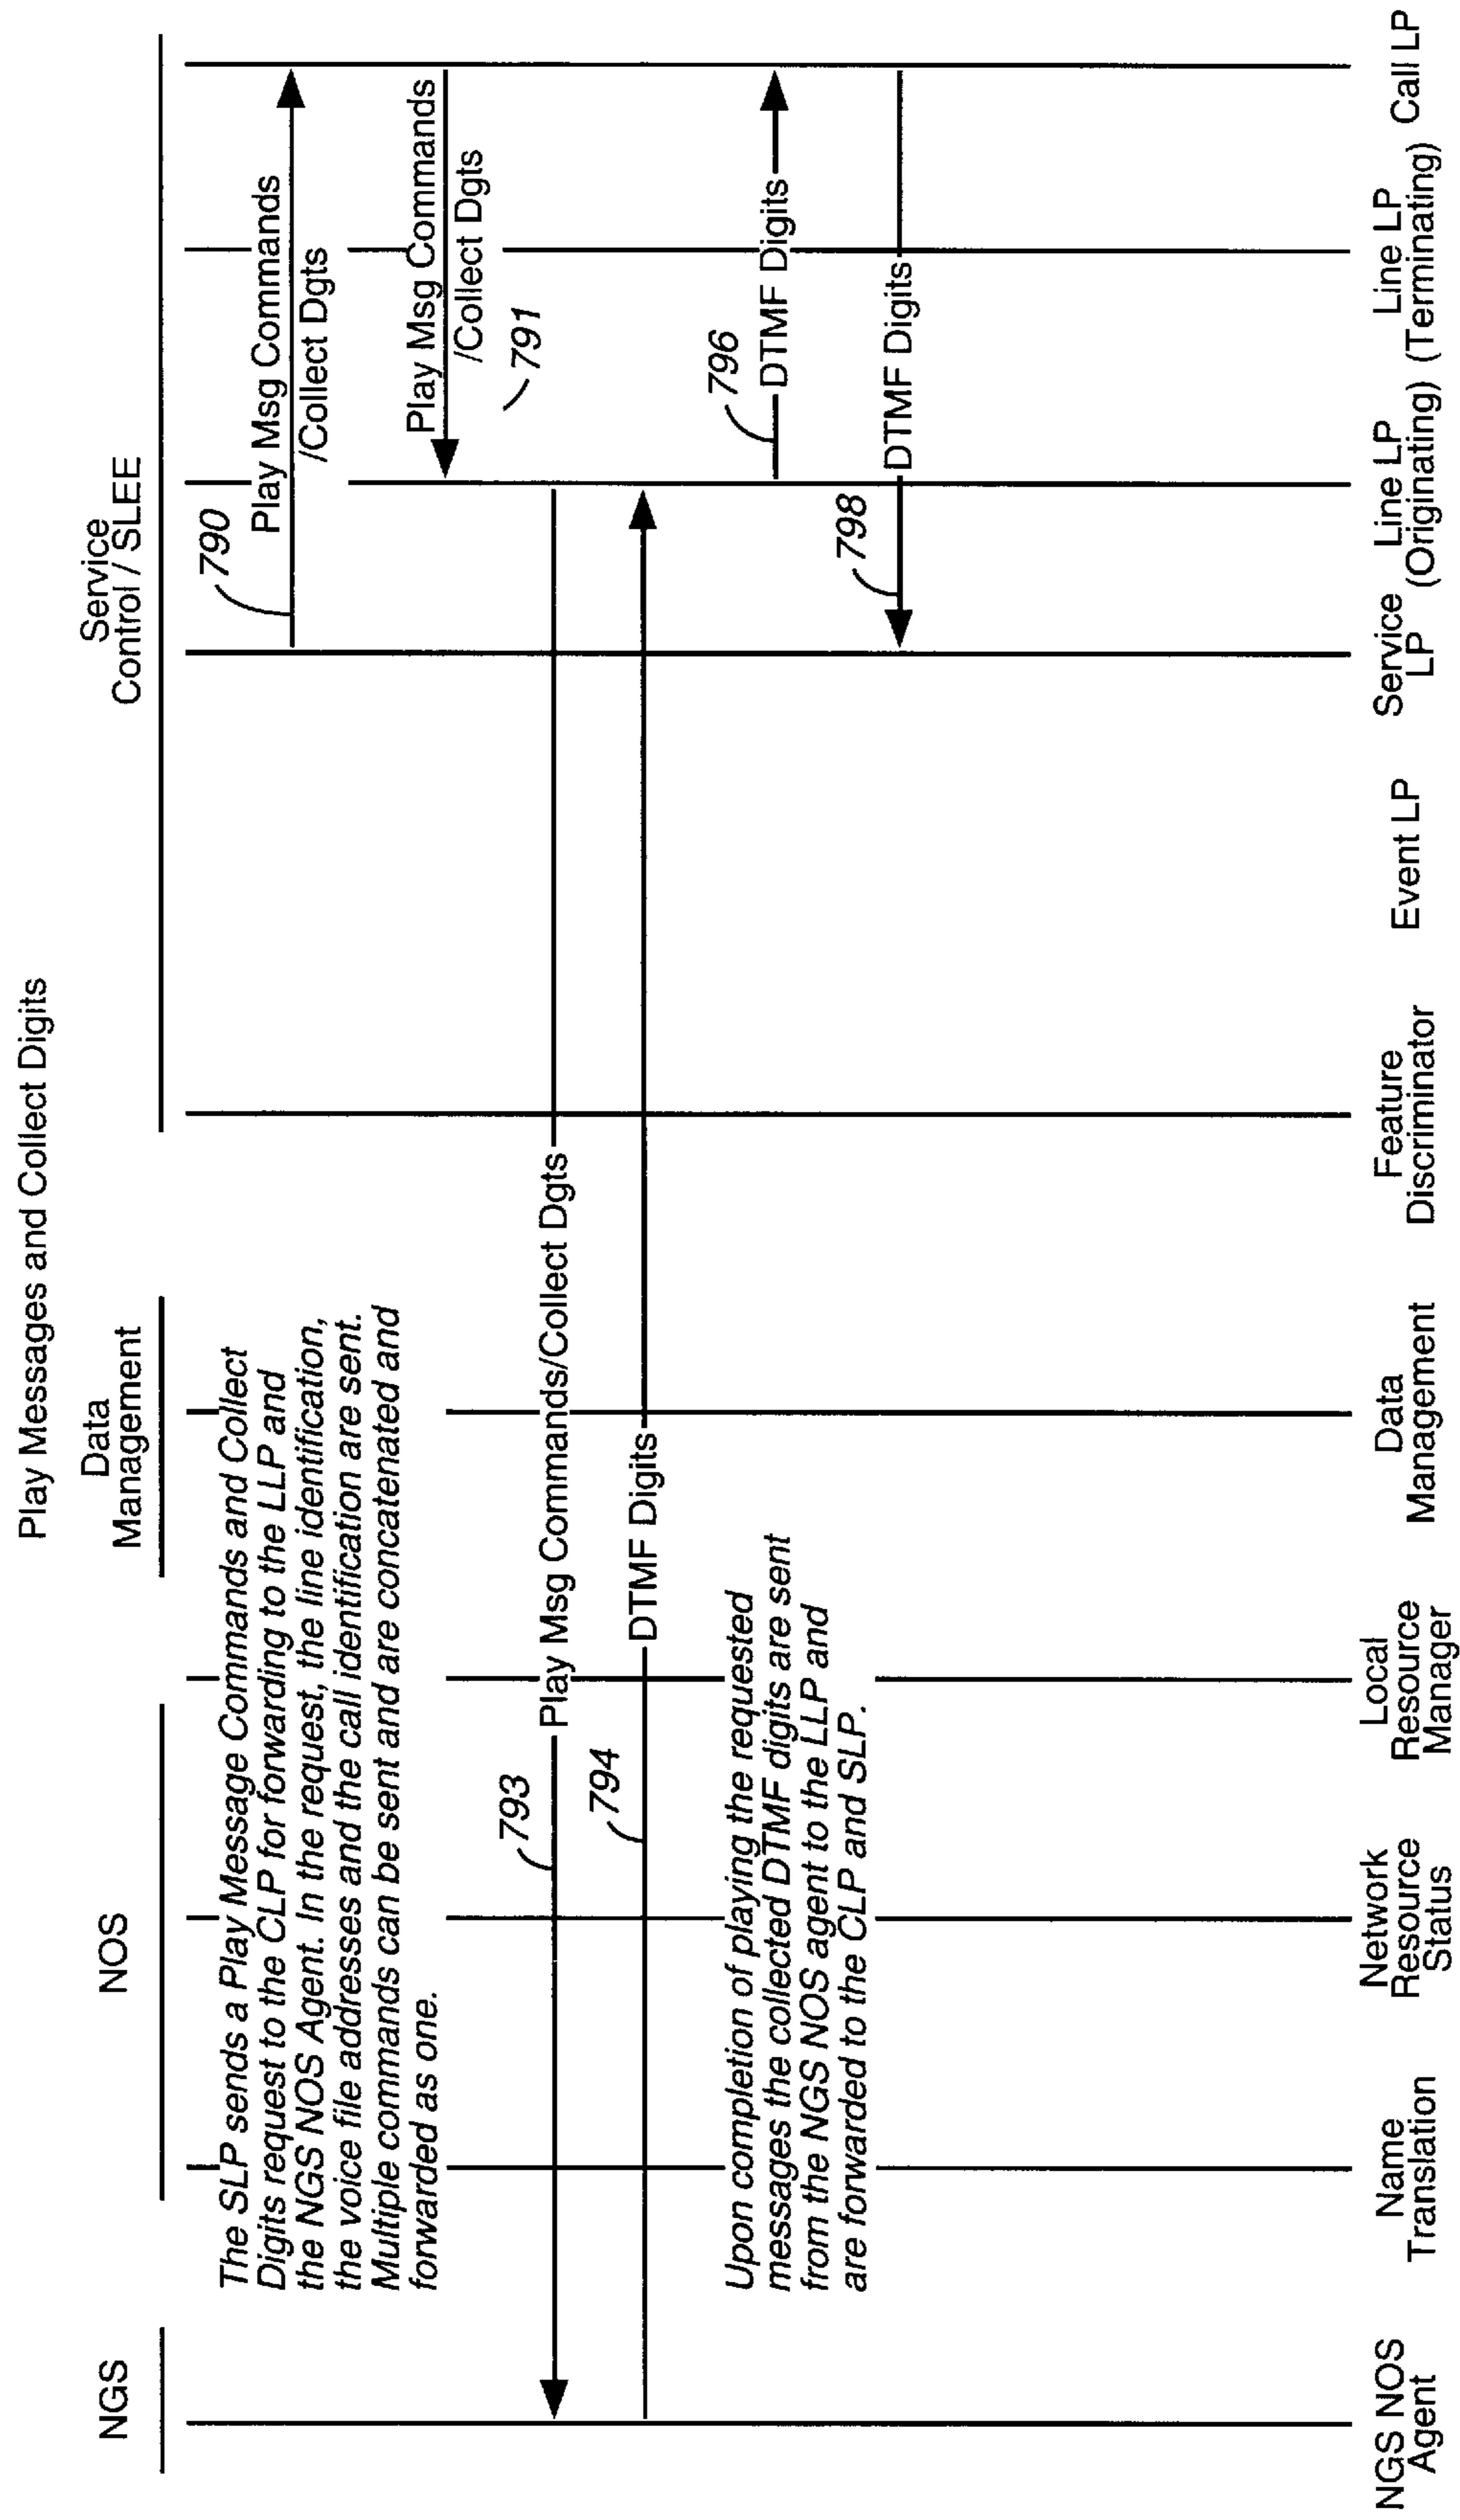 Play Messages and Collect Digits
NGS
NOS
Data
Management
Service
Control / SLEE
The SLP sends a Play Message Commands and Collect
Digits request to the CLP for forwarding to the LLP and
the NGS NOS Agent. In the request, the line identification,
the voice file addresses and the call identification are sent.
Multiple commands can be sent and are concatenated and
forwarded as one.
790
Play Msg Commands
/Collect Dgts
Play Msg Commands
/Collect Dgts
791
793
Play Msg Commands/Collect Dgts
794
DTMF Digits
Upon completion of playing the requested
messages the collected DTMF digits are sent
from the NGS NOS agent to the LLP and
are forwarded to the CLP and SLP.
796
DTMF Digits
798
DTMF Digits
NGS NOS
Agent
Name
Translation
Network
Resource
Status
Local
Resource
Manager
Data
Management
Feature
Discriminator
Event LP
Service
LP
Line LP
(Originating)
Line LP
(Terminating)
Call LP